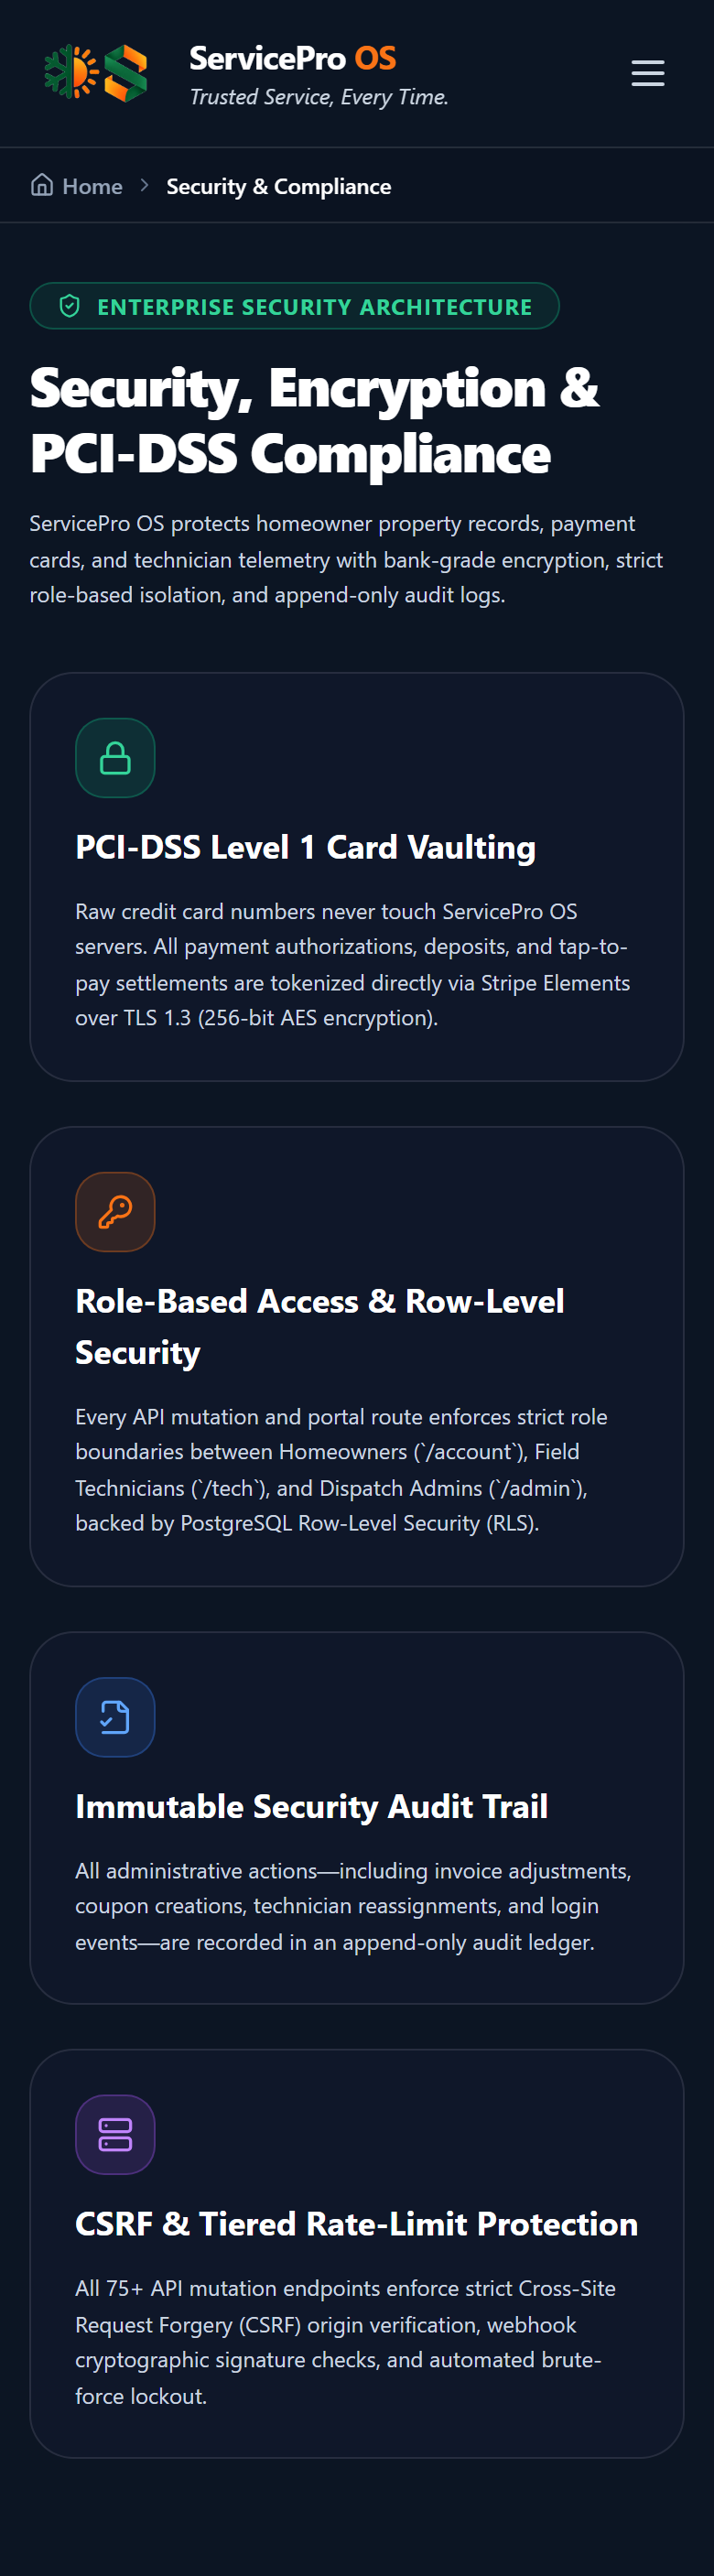 ServicePro OS
Trusted Service, Every Time.
Home > Security & Compliance
ENTERPRISE SECURITY ARCHITECTURE
Security, Encryption &
PCI-DSS Compliance
ServicePro OS protects homeowner property records, payment
cards, and technician telemetry with bank-grade encryption, strict
role-based isolation, and append-only audit logs.
PCI-DSS Level 1 Card Vaulting
Raw credit card numbers never touch ServicePro OS
servers. All payment authorizations, deposits, and tap-to-
pay settlements are tokenized directly via Stripe Elements
over TLS 1.3 (256-bit AES encryption).
Role-Based Access & Row-Level
Security
Every API mutation and portal route enforces strict role
boundaries between Homeowners (`/account`), Field
Technicians (`/tech`), and Dispatch Admins (`/admin`),
backed by PostgreSQL Row-Level Security (RLS).
Immutable Security Audit Trail
All administrative actions—including invoice adjustments,
coupon creations, technician reassignments, and login
events—are recorded in an append-only audit ledger.
CSRF & Tiered Rate-Limit Protection
All 75+ API mutation endpoints enforce strict Cross-Site
Request Forgery (CSRF) origin verification, webhook
cryptographic signature checks, and automated brute-
force lockout.